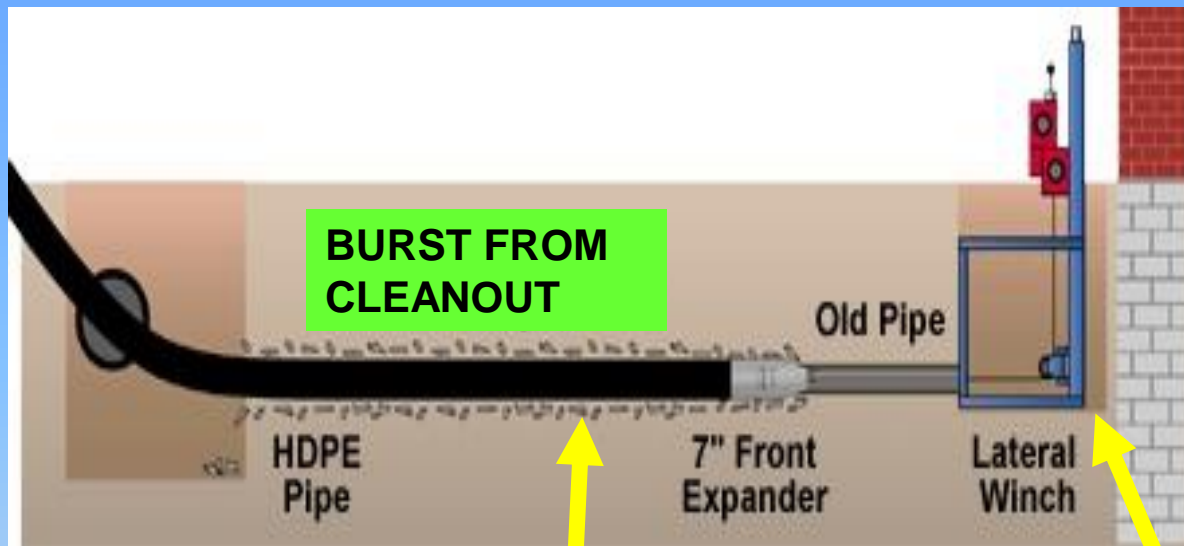 BURST FROM
CLEANOUT
Old Pipe
HDPE
Pipe
7" Front
Expander
Lateral
Winch